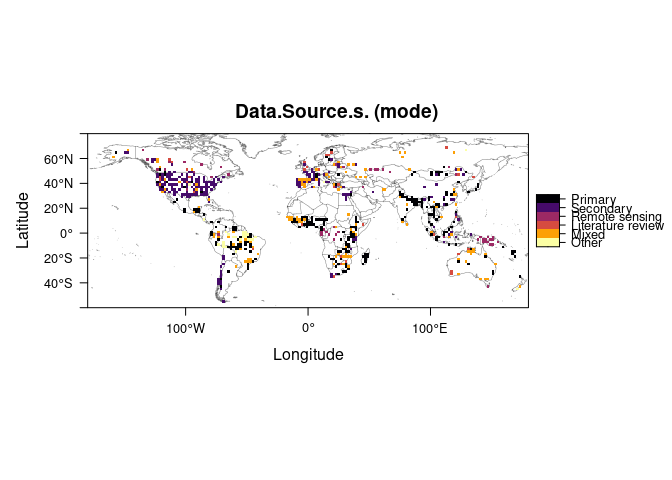 Data.Source.s. (mode)
60°N
40°N
20°N
0°
20°S
40°S
Latitude
100°W
0°
100°E
Longitude
Primary
Secondary
Remote sensing
Literature review
Mixed
Other